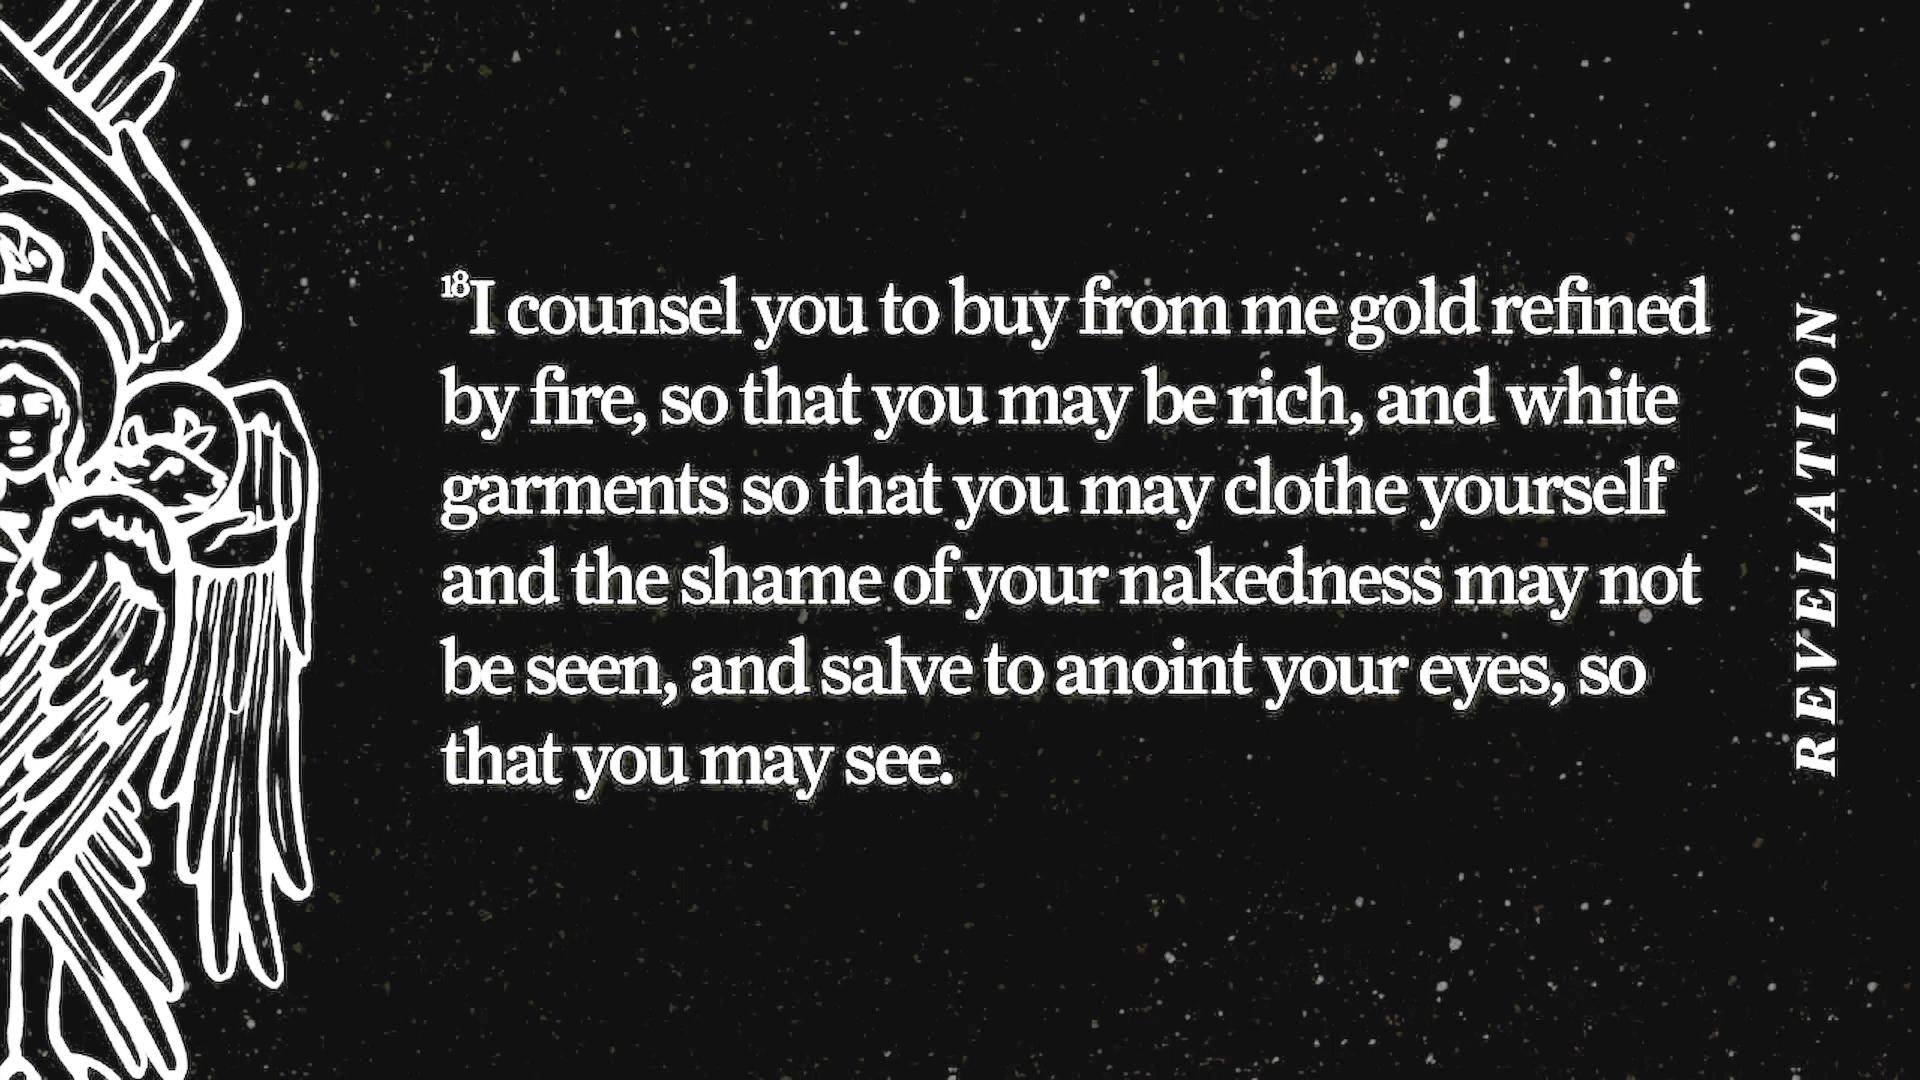 ¹⁸I counsel you to buy from me gold refined
by fire, so that you may be rich, and white
garments so that you may clothe yourself
and the shame of your nakedness may not
be seen, and salve to anoint your eyes, so
that you may see.
REVELATION